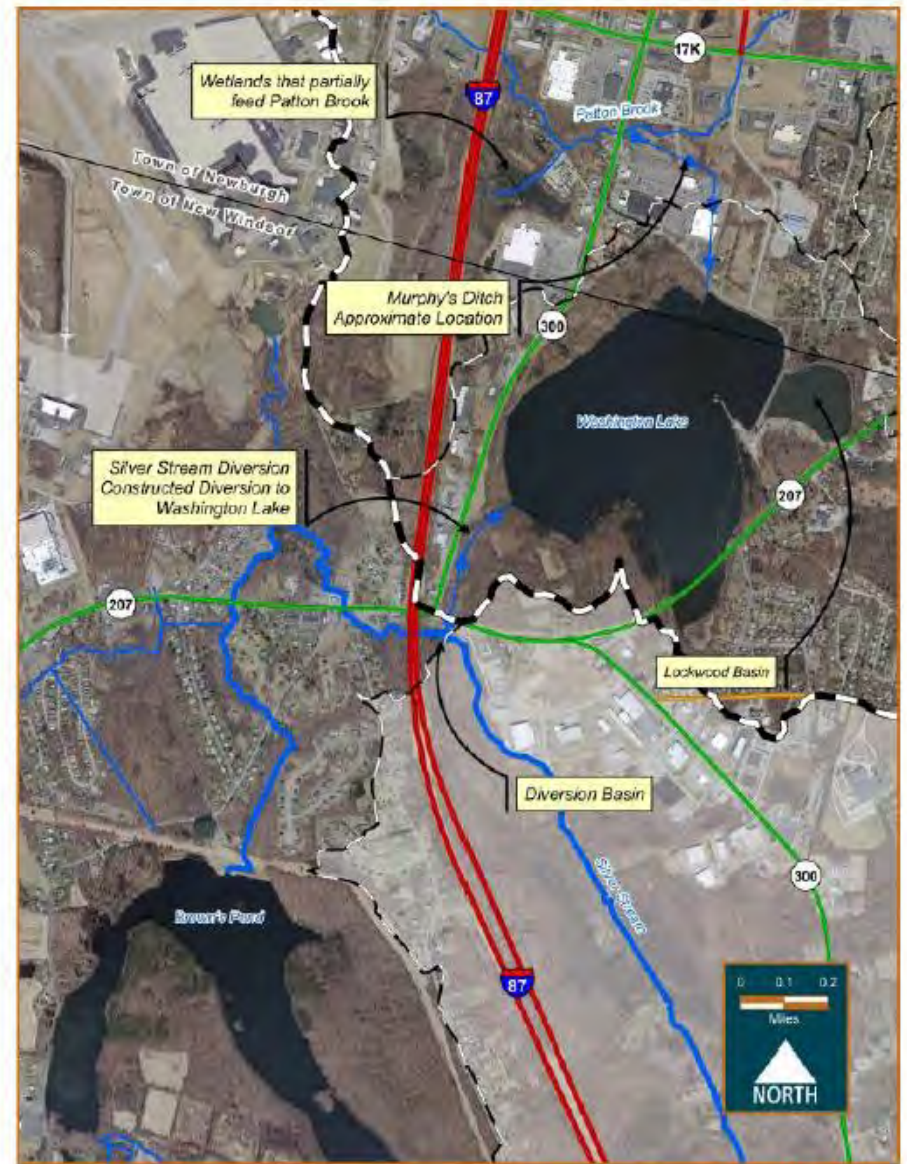 17K
Wetlands that partially
feed Patton Brook
87
Patton Brook
Town of Newburgh
Town of New Windsor
Murphy's Ditch
Approximate Location
300
Washington Lake
Silver Stream Diversion
Constructed Diversion to
Washington Lake
207
207
Lockwood Basin
Diversion Basin
300
Silver Stream
Brown's Pond
87
0 0.1 0.2
Miles
NORTH